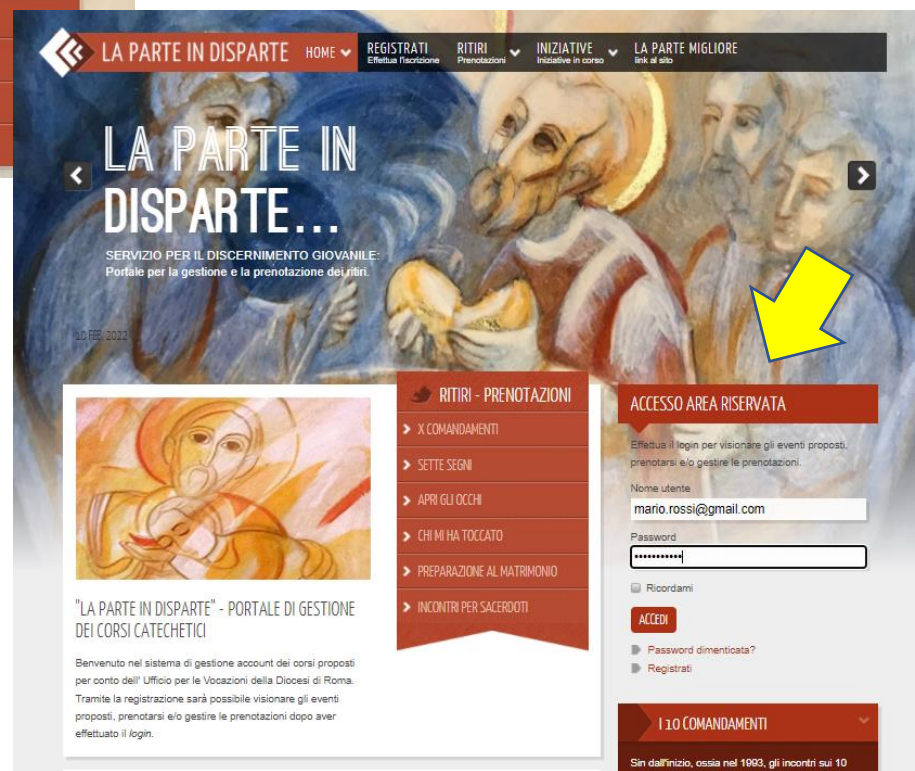 LA PARTE IN DISPARTE
HOME
REGISTRATI
Effettua l'iscrizione
RITIRI
Prenotazioni
INIZIATIVE
Iniziative in corso
LA PARTE MIGLIORE
link al sito
LA PARTE IN
DISPARTE...
SERVIZIO PER IL DISCERNIMENTO GIOVANILE:
Portale per la gestione e la prenotazione dei ritiri.
10 FEB, 2022
"LA PARTE IN DISPARTE" - PORTALE DI GESTIONE
DEI CORSI CATECHETICI
Benvenuto nel sistema di gestione account dei corsi proposti
per conto dell' Ufficio per le Vocazioni della Diocesi di Roma.
Tramite la registrazione sarà possibile visionare gli eventi
proposti, prenotarsi e/o gestire le prenotazioni dopo aver
effettuato il login.
RITIRI - PRENOTAZIONI
X COMANDAMENTI
SETTE SEGNI
APRI GLI OCCHI
CHI MI HA TOCCATO
PREPARAZIONE AL MATRIMONIO
INCONTRI PER SACERDOTI
ACCESSO AREA RISERVATA
Effettua il login per visionare gli eventi proposti,
prenotarsi e/o gestire le prenotazioni.
Nome utente
mario.rossi@gmail.com
Password
•••••••••••
Ricordami
ACCEDI
Password dimenticata?
Registrati
I 10 COMANDAMENTI
Sin dall'inizio, ossia nel 1993, gli incontri sui 10